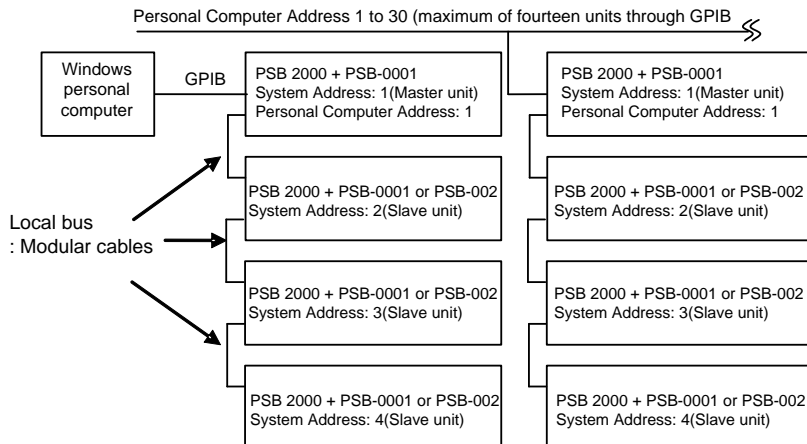 Personal Computer Address 1 to 30 (maximum of fourteen units through GPIB
Windows
personal
computer
GPIB
PSB 2000 + PSB-0001
System Address: 1(Master unit)
Personal Computer Address: 1
PSB 2000 + PSB-0001
System Address: 1(Master unit)
Personal Computer Address: 1
PSB 2000 + PSB-0001 or PSB-002
System Address: 2(Slave unit)
PSB 2000 + PSB-0001 or PSB-002
System Address: 2(Slave unit)
Local bus
: Modular cables
PSB 2000 + PSB-0001 or PSB-002
System Address: 3(Slave unit)
PSB 2000 + PSB-0001 or PSB-002
System Address: 3(Slave unit)
PSB 2000 + PSB-0001 or PSB-002
System Address: 4(Slave unit)
PSB 2000 + PSB-0001 or PSB-002
System Address: 4(Slave unit)